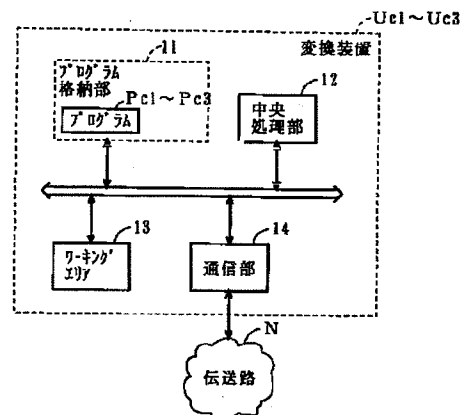 Uc1〜Uc3
変換装置
11
ﾌﾟﾛｸﾞﾗﾑ
格納部
Pc1〜Pc3
ﾌﾟﾛｸﾞﾗﾑ
12
中央
処理部
13
ﾜｰｷﾝｸﾞ
ｴﾘｱ
14
通信部
N
伝送路